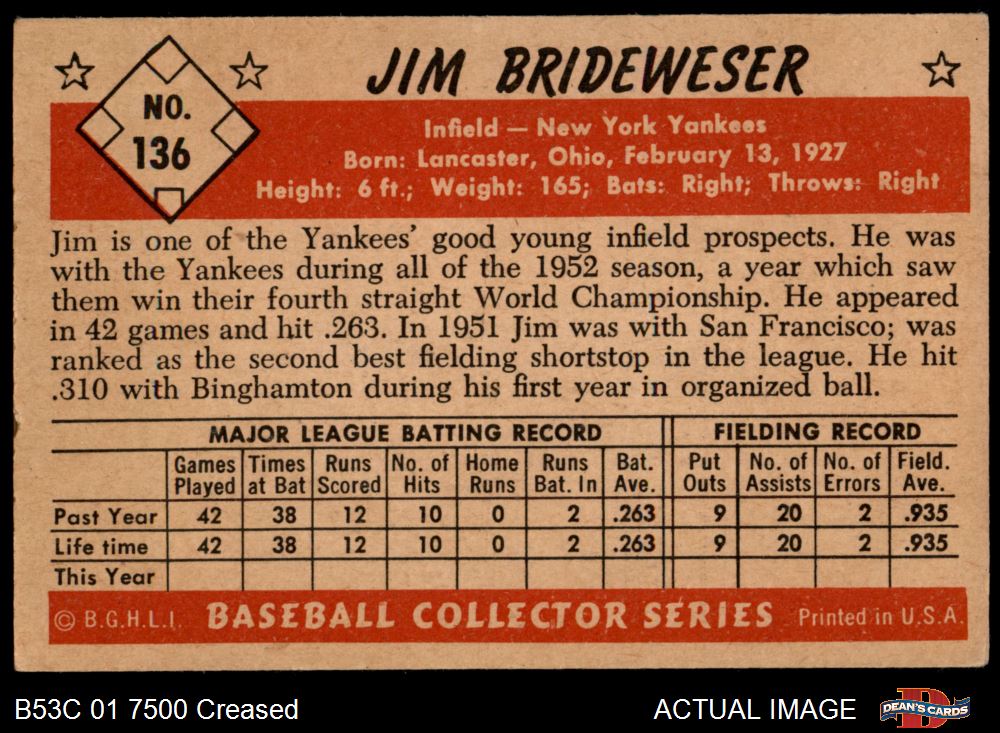 NO.
136
JIM BRIDEWESER
Infield — New York Yankees
Born: Lancaster, Ohio, February 13, 1927
Height: 6 ft.; Weight: 165; Bats: Right; Throws: Right
Jim is one of the Yankees' good young infield prospects. He was
with the Yankees during all of the 1952 season, a year which saw
them win their fourth straight World Championship. He appeared
in 42 games and hit .263. In 1951 Jim was with San Francisco; was
ranked as the second best fielding shortstop in the league. He hit
.310 with Binghamton during his first year in organized ball.
MAJOR LEAGUE BATTING RECORD FIELDING RECORD
Games Times Runs No. of Home Runs Bat. Put No. of No. of Field.
Played at Bat Scored Hits Runs Bat. In Ave. Outs Assists Errors Ave.
Past Year 42 38 12 10 0 2 .263 9 20 2 .935
Life time 42 38 12 10 0 2 .263 9 20 2 .935
This Year
© B.G.H.L.I. BASEBALL COLLECTOR SERIES Printed in U.S.A.
B53C 01 7500 Creased ACTUAL IMAGE DEAN'S CARDS